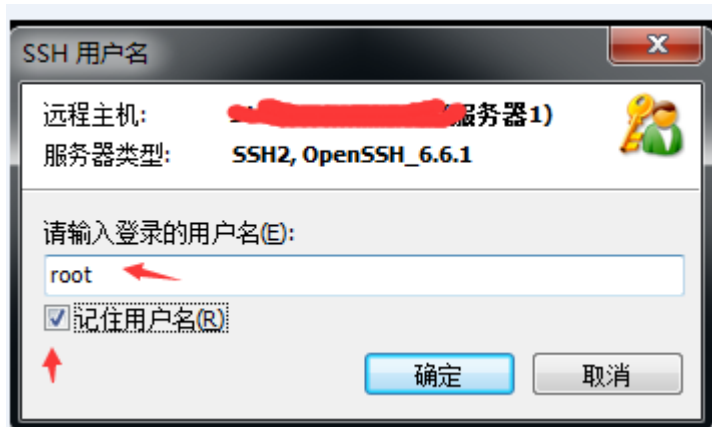 SSH 用户名
远程主机: 服务器1)
服务器类型: SSH2, OpenSSH_6.6.1
请输入登录的用户名(E):
root
记住用户名(R)
确定 取消